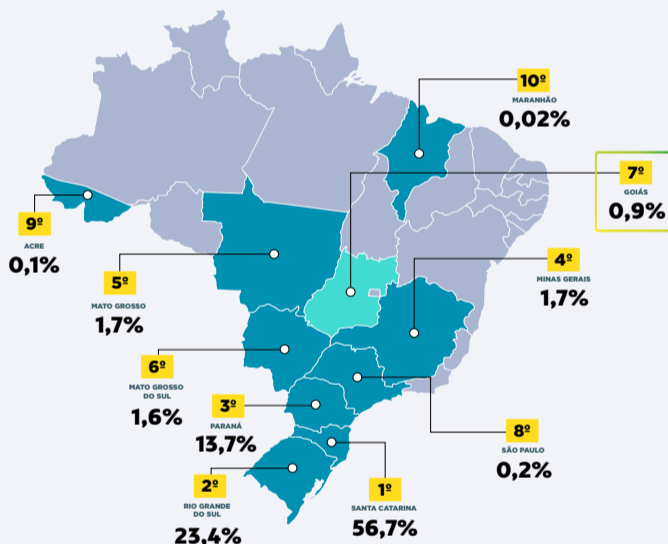 10º
MARANHÃO
0,02%
7º
GOIÁS
0,9%
9º
ACRE
0,1%
4º
MINAS GERAIS
1,7%
5º
MATO GROSSO
1,7%
6º
MATO GROSSO
DO SUL
1,6%
3º
PARANÁ
13,7%
8º
SÃO PAULO
0,2%
2º
RIO GRANDE
DO SUL
23,4%
1º
SANTA CATARINA
56,7%